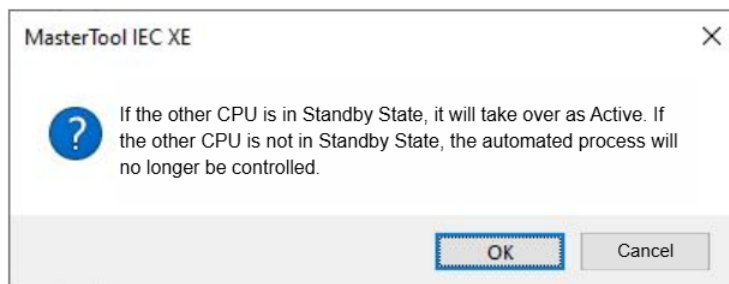 MasterTool IEC XE
If the other CPU is in Standby State, it will take over as Active. If
the other CPU is not in Standby State, the automated process will
no longer be controlled.
OK
Cancel